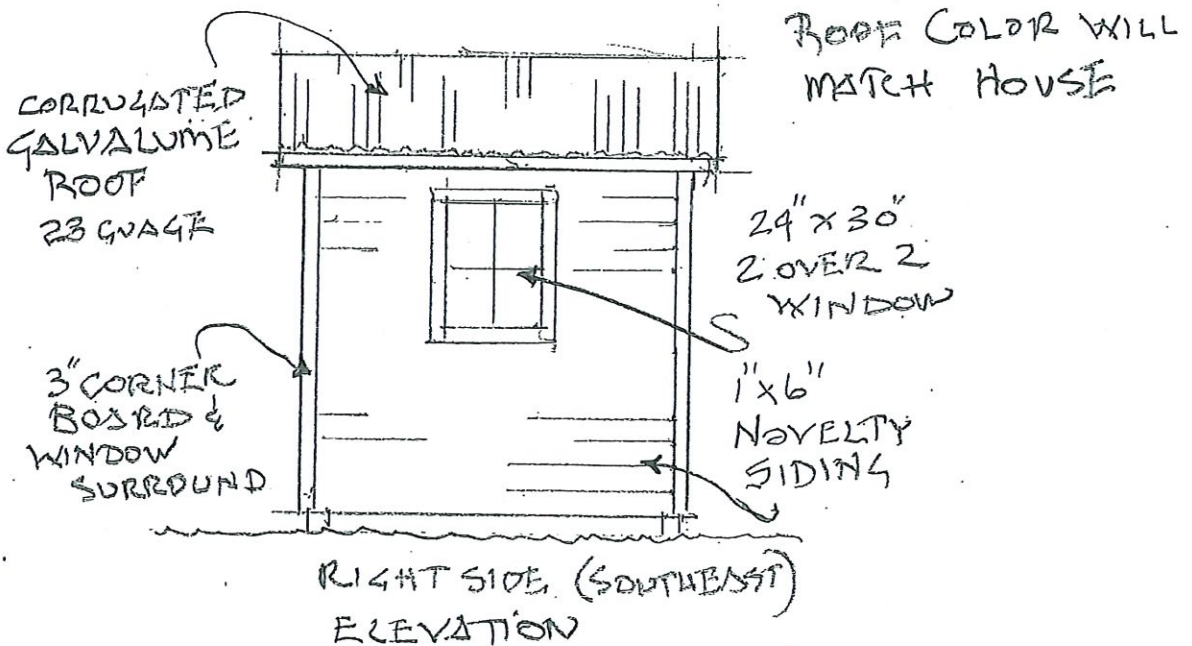 ROOF COLOR WILL
MATCH HOUSE
CORRUGATED
GALVALUME
ROOF
23 GUAGE
24" x 30"
2 OVER 2
WINDOW
3" CORNER
BOARD &
WINDOW
SURROUND
1" x 6"
NOVELTY
SIDING
RIGHT SIDE (SOUTHEAST)
ELEVATION